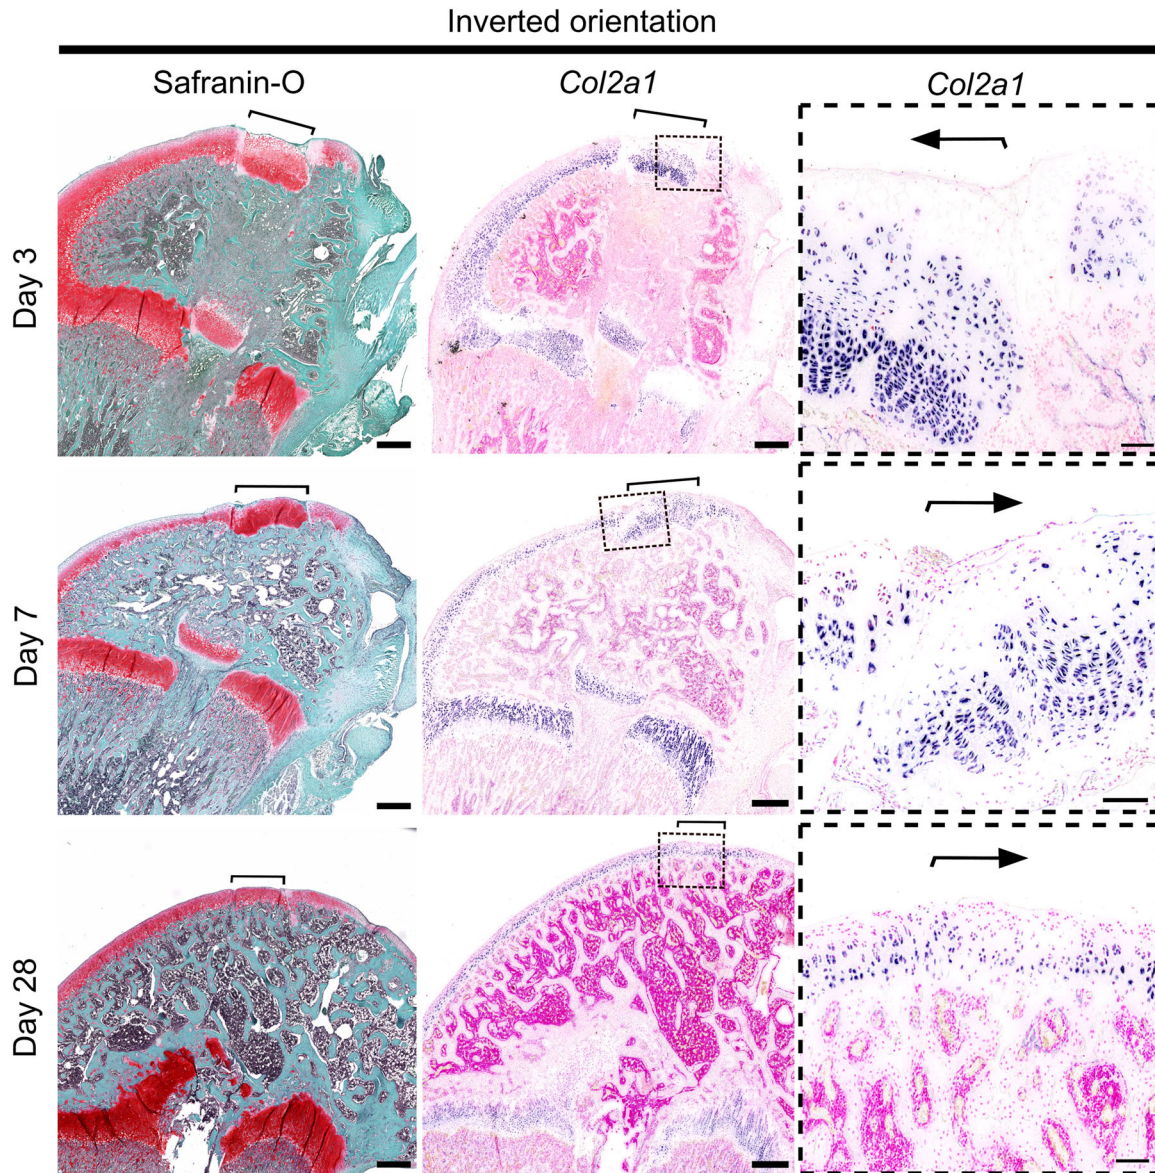 Inverted orientation
Safranin-O
Col2a1
Col2a1
Day 3
Day 7
Day 28